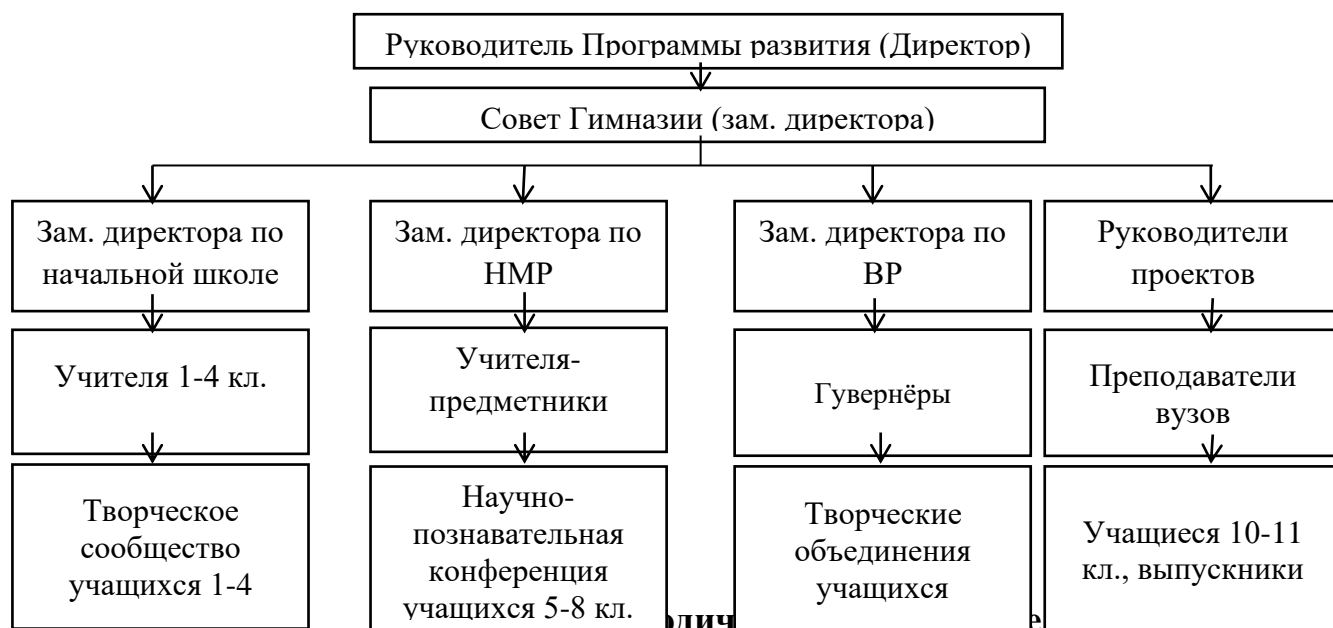 Руководитель Программы развития (Директор)
Совет Гимназии (зам. директора)
Зам. директора по
начальной школе
Зам. директора по
НМР
Зам. директора по
ВР
Руководители
проектов
Учителя 1-4 кл.
Учителя-
предметники
Гувернёры
Преподаватели
вузов
Творческое
сообщество
учащихся 1-4
Научно-
познавательная
конференция
учащихся 5-8 кл.
Творческие
объединения
учащихся
Учащиеся 10-11
кл., выпускники